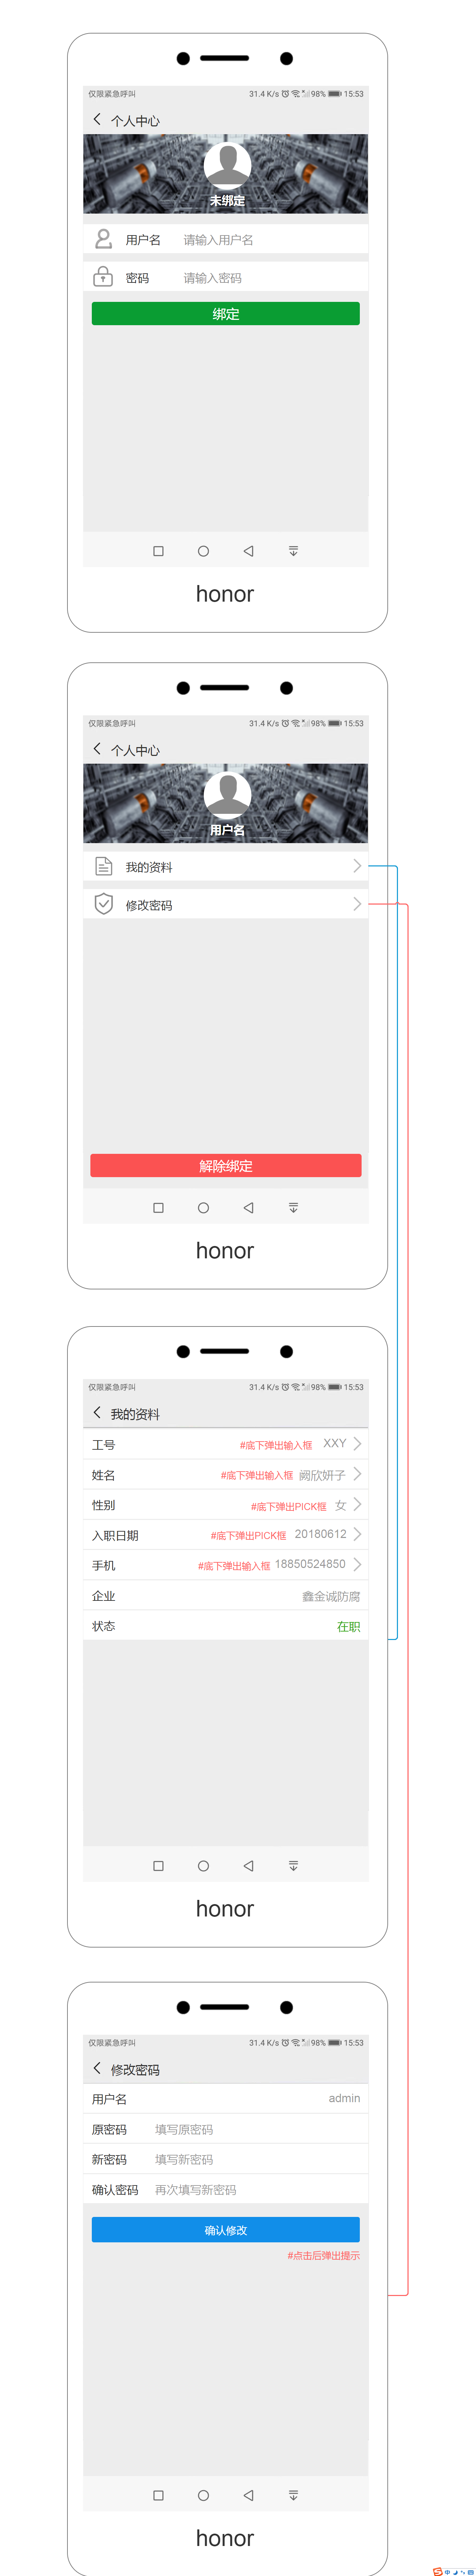 仅限紧急呼叫 31.4 K/s 98% 15:53
个人中心
未绑定
用户名 请输入用户名
密码 请输入密码
绑定
honor
仅限紧急呼叫 31.4 K/s 98% 15:53
个人中心
用户名
我的资料
修改密码
解除绑定
honor
仅限紧急呼叫 31.4 K/s 98% 15:53
我的资料
工号 #底下弹出输入框 XXY
姓名 #底下弹出输入框 阙欣妍子
性别 #底下弹出PICK框 女
入职日期 #底下弹出PICK框 20180612
手机 #底下弹出输入框 18850524850
企业 鑫金诚防腐
状态 在职
honor
仅限紧急呼叫 31.4 K/s 98% 15:53
修改密码
用户名 admin
原密码 填写原密码
新密码 填写新密码
确认密码 再次填写新密码
确认修改
#点击后弹出提示
honor
中